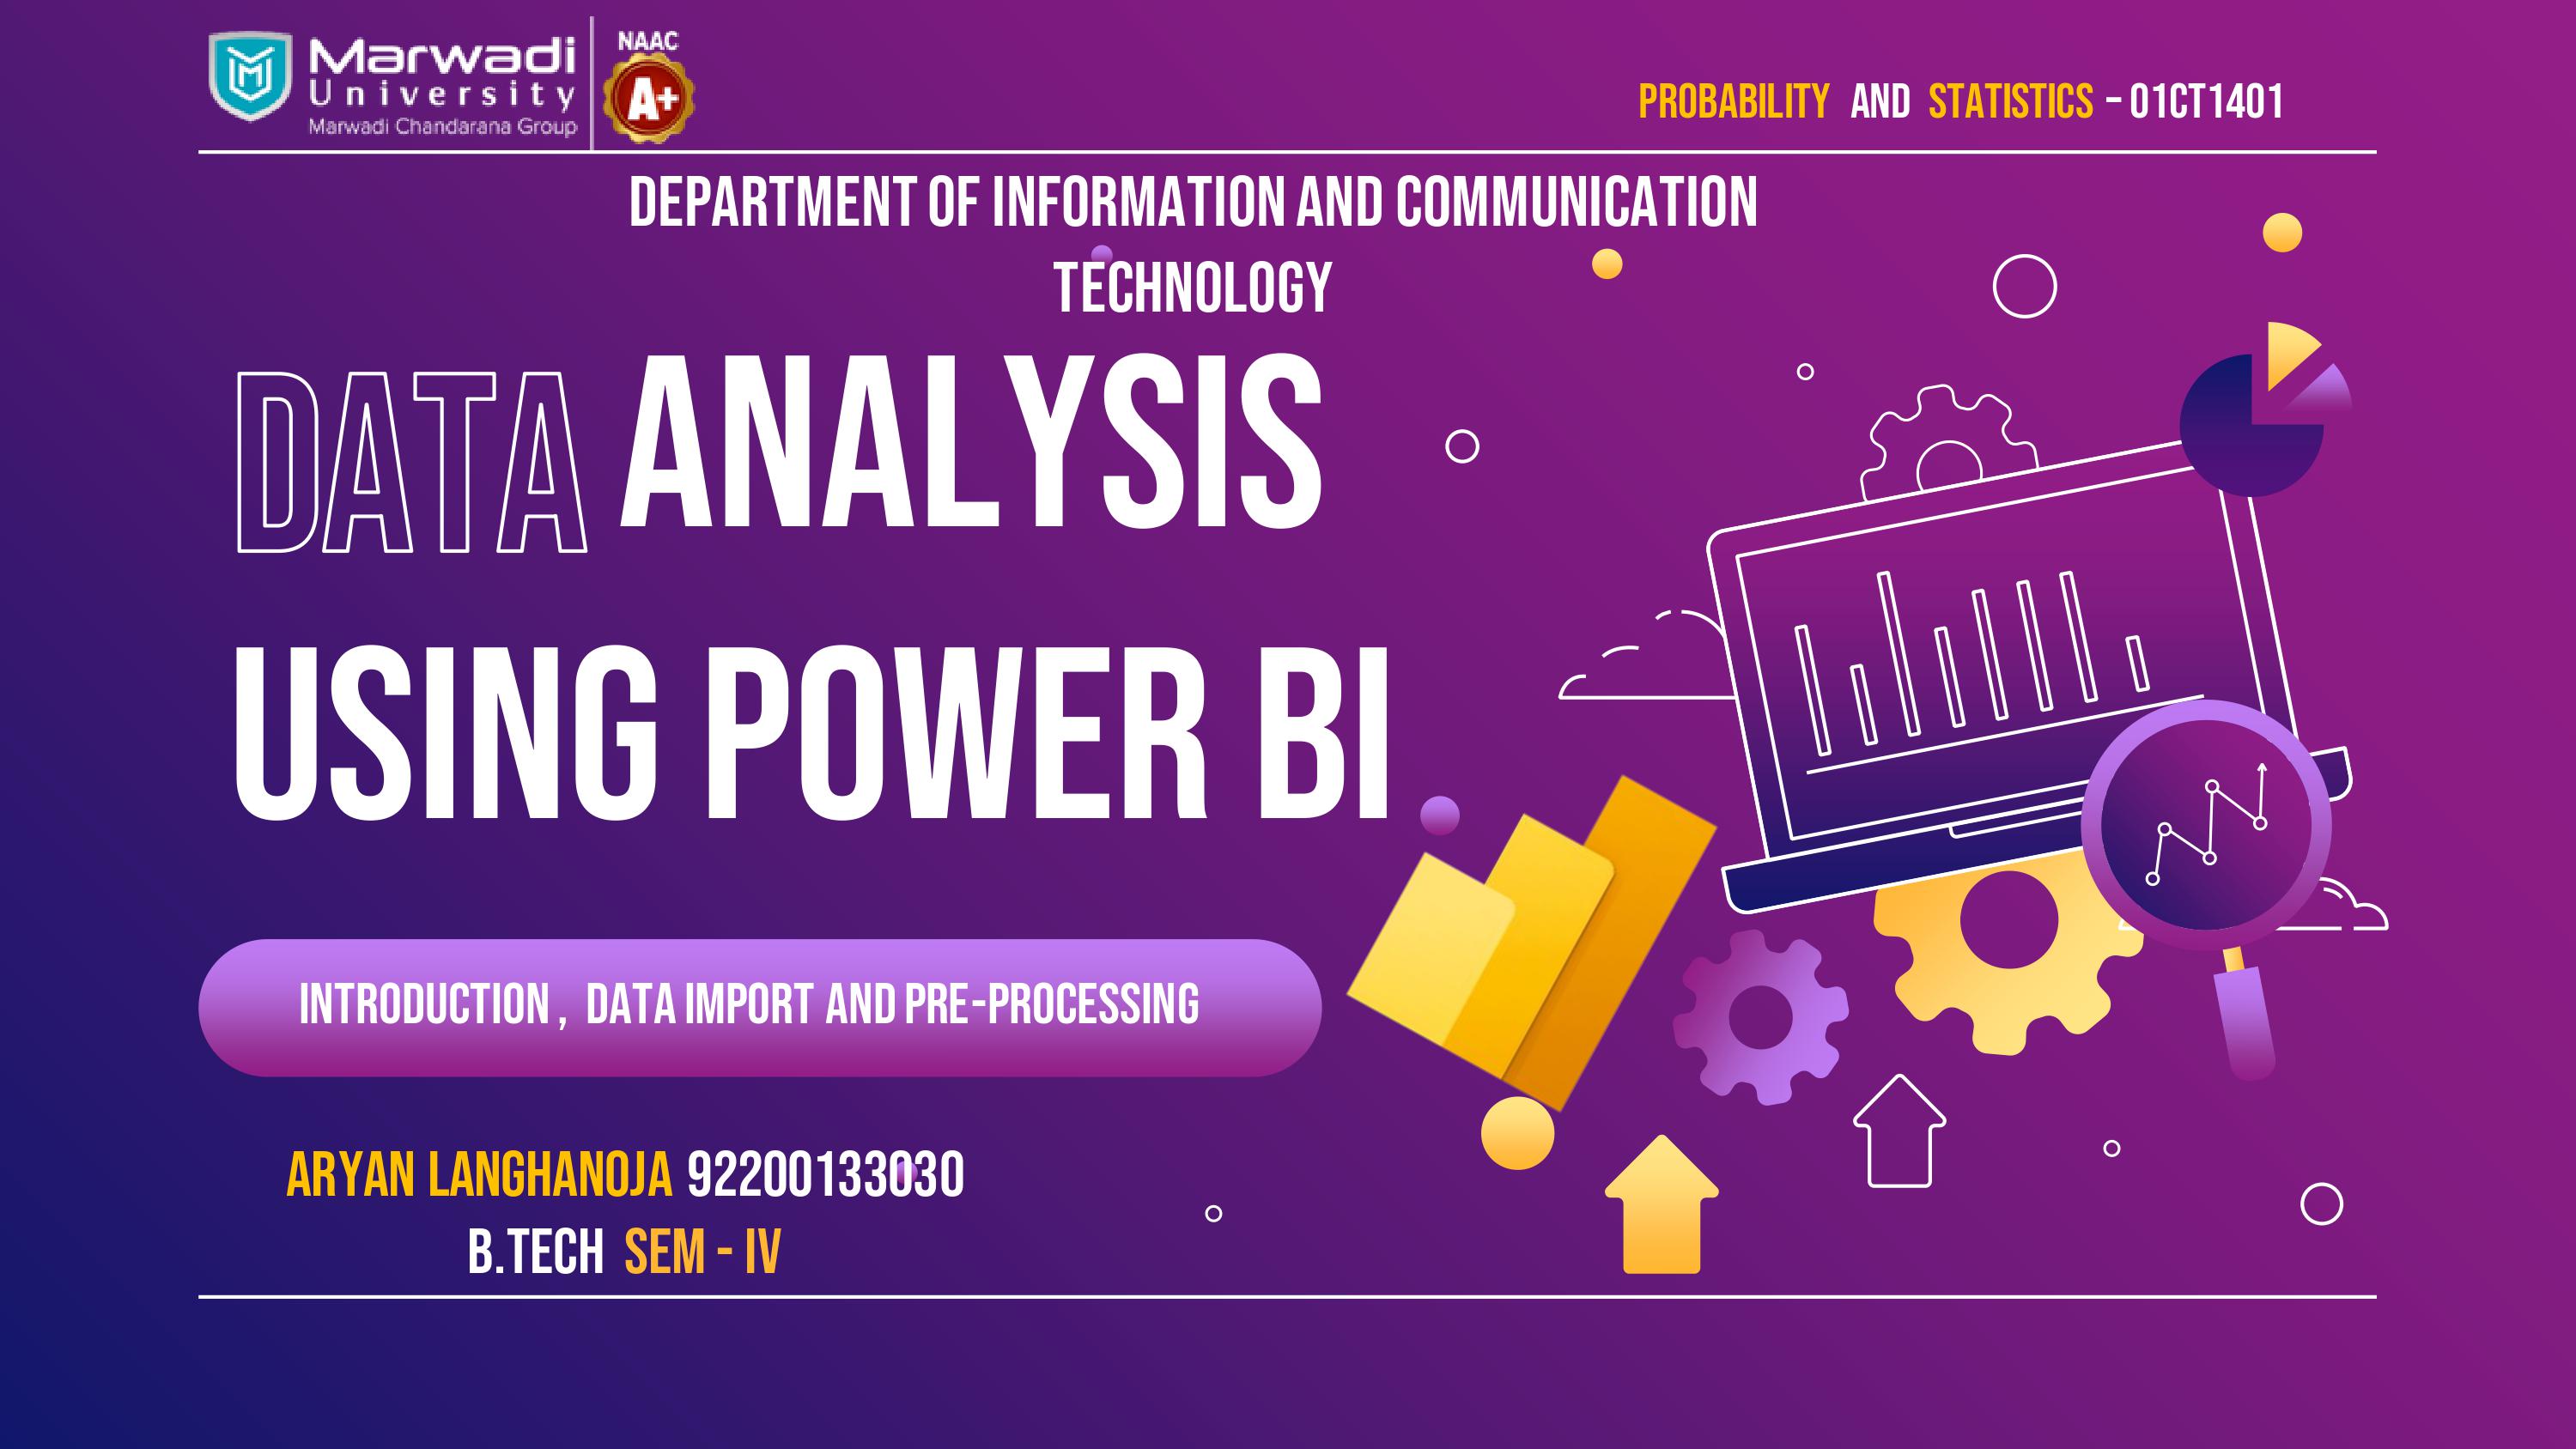 Marwadi
University
Marwadi Chandarana Group
NAAC
A+
PROBABILITY AND STATISTICS – 01CT1401
DEPARTMENT OF INFORMATION AND COMMUNICATION
TECHNOLOGY
DATA ANALYSIS
USING POWER BI
INTRODUCTION , DATA IMPORT AND PRE-PROCESSING
ARYAN LANGHANOJA 92200133030
B.TECH SEM - IV